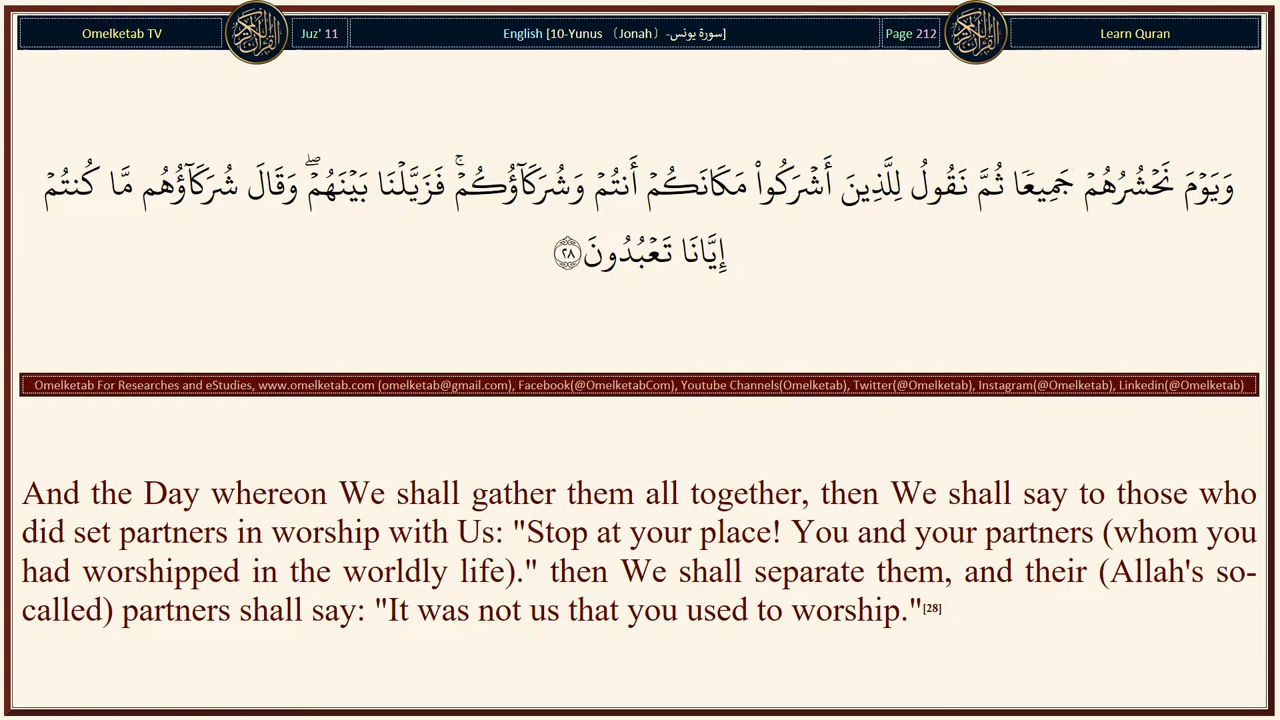 Omelketab TV
Juz' 11
English [10-Yunus (Jonah) -سورة يونس]
Page 212
Learn Quran
وَيَوْمَ نَحْشُرُهُمْ جَمِيعًا ثُمَّ نَقُولُ لِلَّذِينَ أَشْرَكُوا۟ مَكَانَكُمْ أَنتُمْ وَشُرَكَآؤُكُمْ ۚ فَزَيَّلْنَا بَيْنَهُمْ ۖ وَقَالَ شُرَكَآؤُهُم مَّا كُنتُمْ
إِيَّانَا تَعْبُدُونَ ٢٨
Omelketab For Researches and eStudies, www.omelketab.com (omelketab@gmail.com), Facebook(@OmelketabCom), Youtube Channels(Omelketab), Twitter(@Omelketab), Instagram(@Omelketab), Linkedin(@Omelketab)
And the Day whereon We shall gather them all together, then We shall say to those who
did set partners in worship with Us: "Stop at your place! You and your partners (whom you
had worshipped in the worldly life)." then We shall separate them, and their (Allah's so-
called) partners shall say: "It was not us that you used to worship."[28]